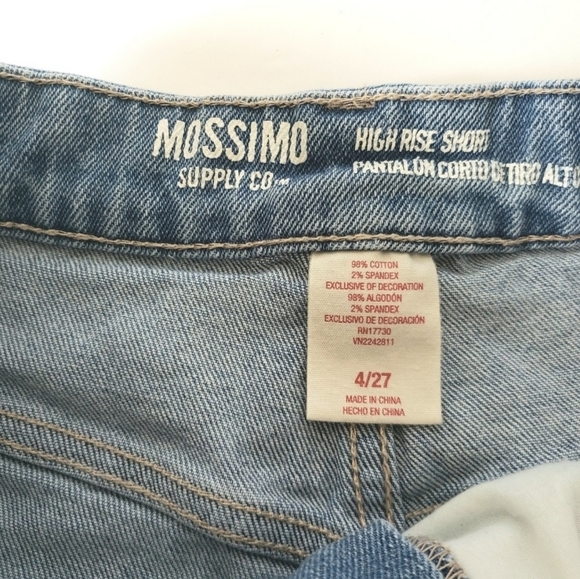 MOSSIMO
SUPPLY CO™
HIGH RISE SHORT
PANTALÓN CORTO DE TIRO ALTO
98% COTTON
2% SPANDEX
EXCLUSIVE OF DECORATION
98% ALGODÓN
2% SPANDEX
EXCLUSIVO DE DECORACIÓN
RN17730
VN2242811
4/27
MADE IN CHINA
HECHO EN CHINA